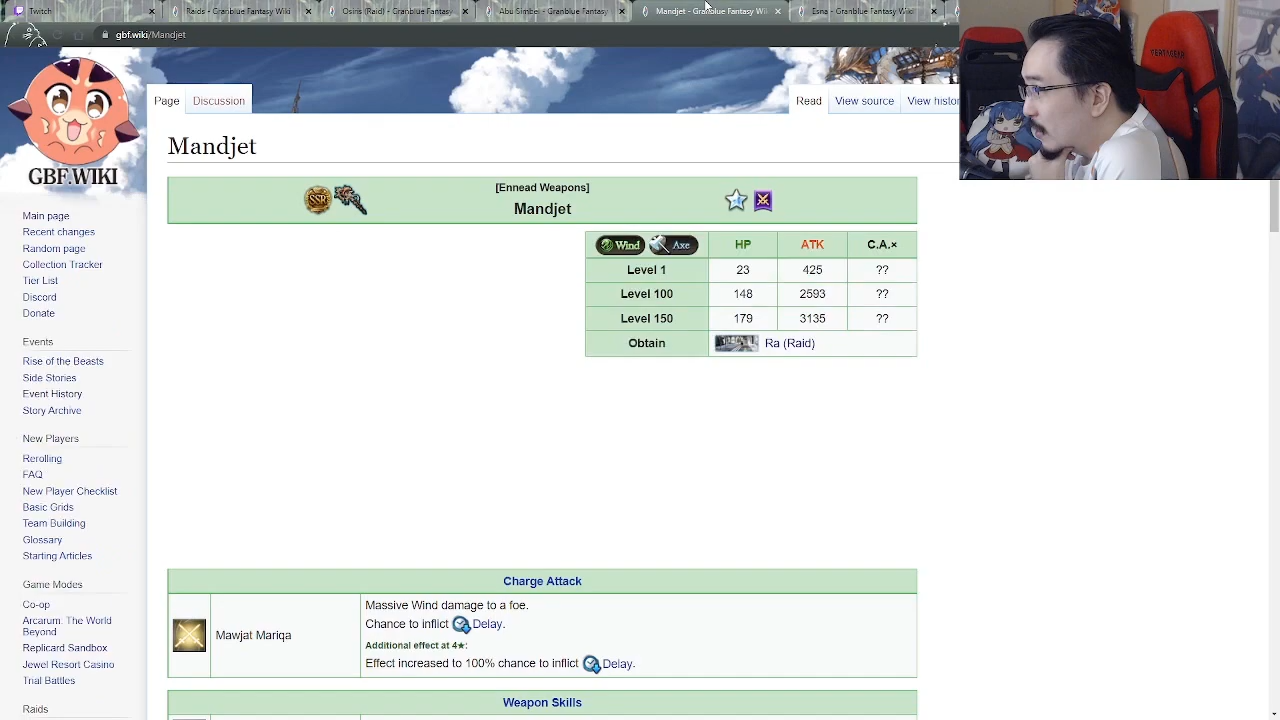 Twitch
Raids - Granblue Fantasy Wiki
Osiris (Raid) - Granblue Fantasy
Abu Simbel - Granblue Fantasy
Mandjet - Granblue Fantasy Wi
Esna - Granblue Fantasy Wiki
gbf.wiki/Mandjet
Page
Discussion
Read
View source
View histor
GBF.WIKI
Main page
Recent changes
Random page
Collection Tracker
Tier List
Discord
Donate
Events
Rise of the Beasts
Side Stories
Event History
Story Archive
New Players
Rerolling
FAQ
New Player Checklist
Basic Grids
Team Building
Glossary
Starting Articles
Game Modes
Co-op
Arcarum: The World
Beyond
Replicard Sandbox
Jewel Resort Casino
Trial Battles
Raids
Mandjet
SSR
[Ennead Weapons]
Mandjet
Wind Axe HP ATK C.A.×
Level 1 23 425 ??
Level 100 148 2593 ??
Level 150 179 3135 ??
Obtain Ra (Raid)
Charge Attack
Mawjat Mariqa
Massive Wind damage to a foe.
Chance to inflict Delay.
Additional effect at 4★:
Effect increased to 100% chance to inflict Delay.
Weapon Skills